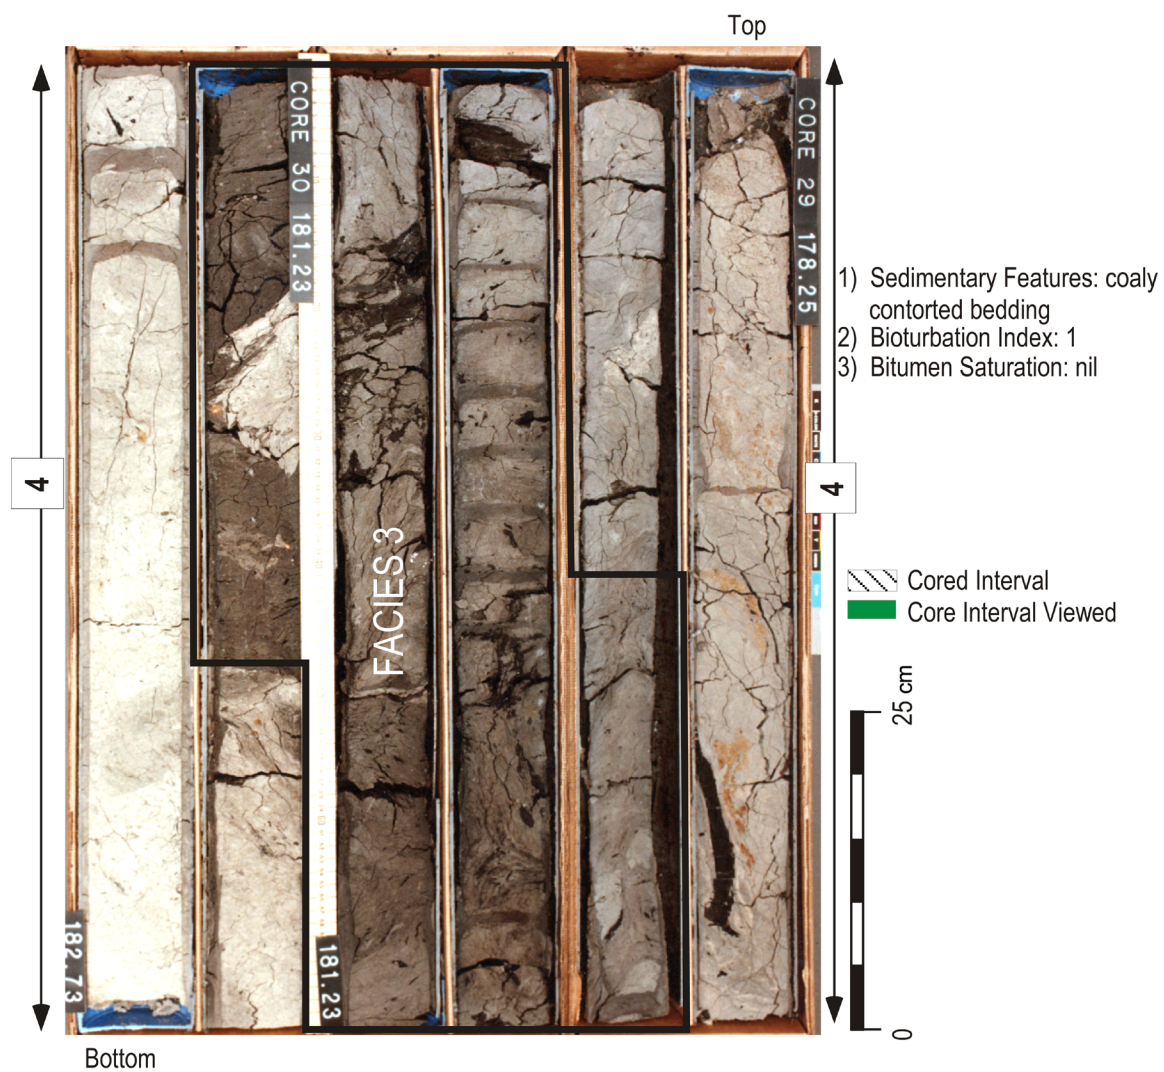 Top
CORE 30 181.23
CORE 29 178.25
1) Sedimentary Features: coaly
contorted bedding
2) Bioturbation Index: 1
3) Bitumen Saturation: nil
4
4
FACIES 3
Cored Interval
Core Interval Viewed
25 cm
0
182.73
181.23
Bottom